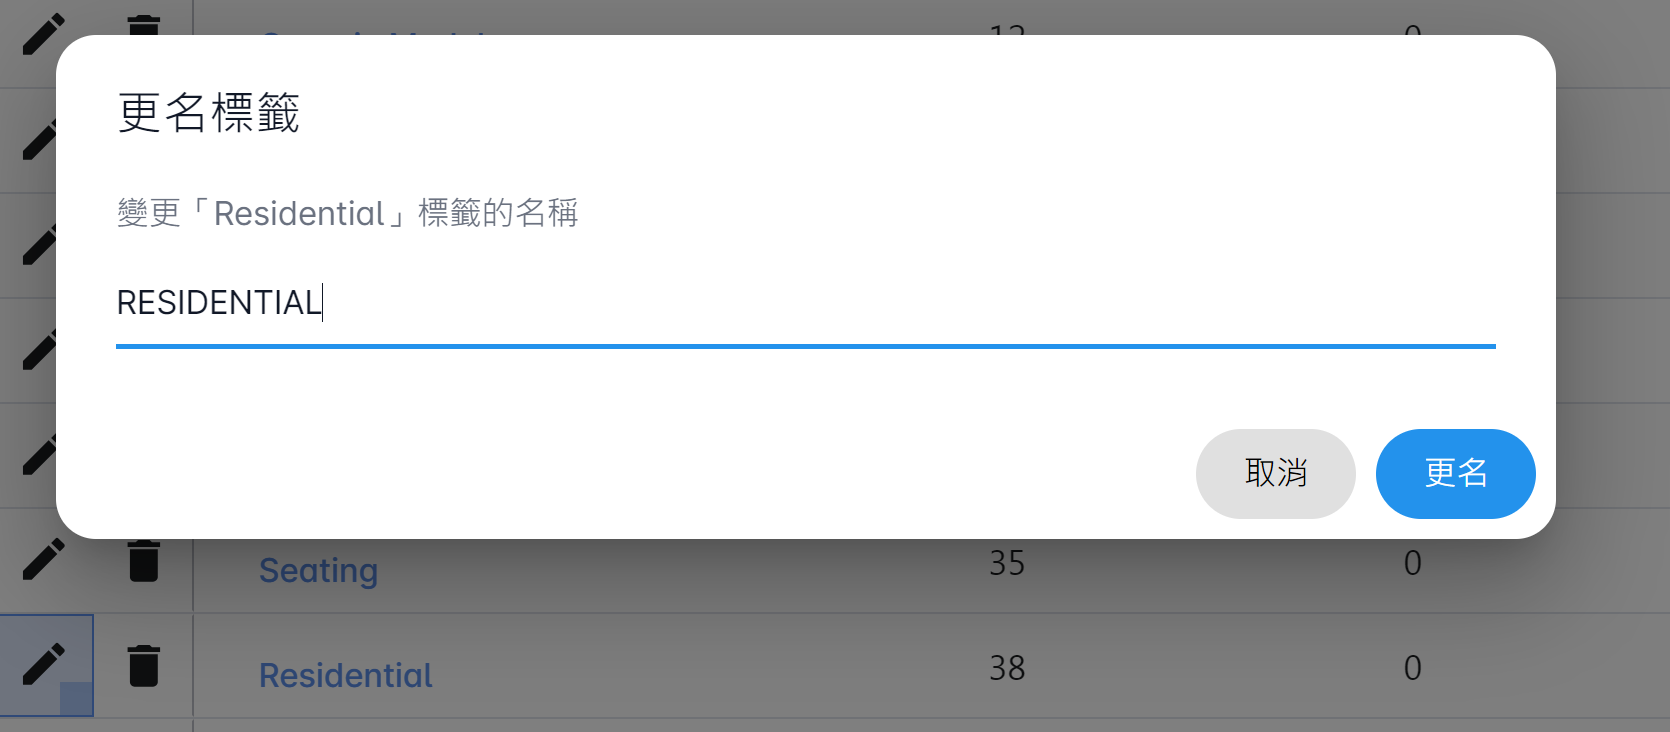 更名標籤
變更「Residential」標籤的名稱
RESIDENTIAL
取消
更名
Seating 35 0
Residential 38 0